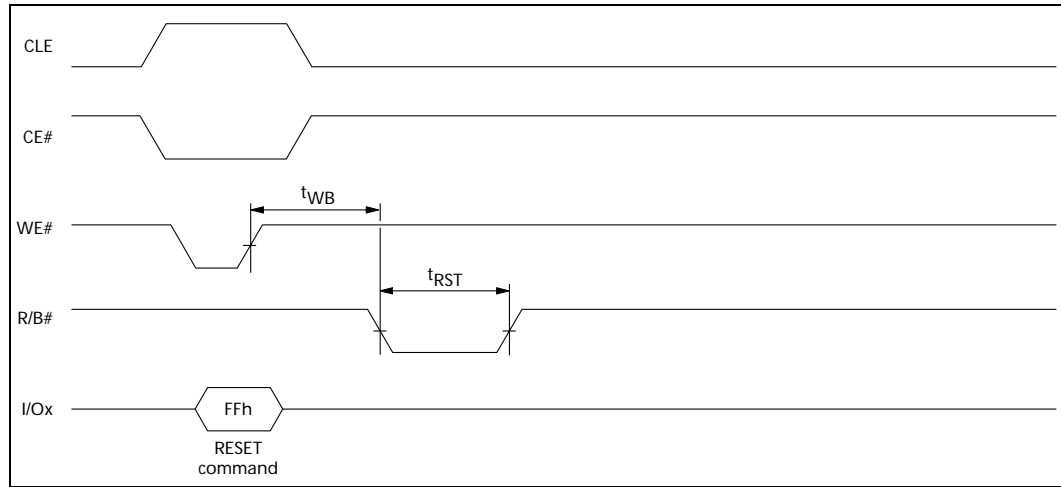 CLE
CE#
tWB
WE#
tRST
R/B#
I/Ox
FFh
RESET
command